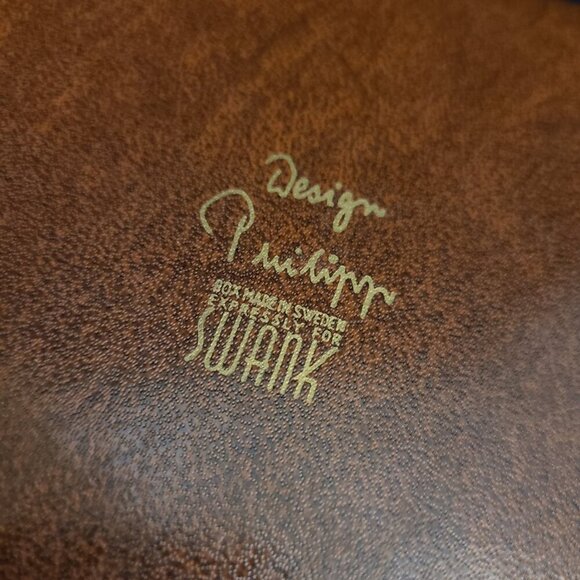 Design
Philipp
BOX MADE IN SWEDEN
EXPRESSLY FOR
SWANK